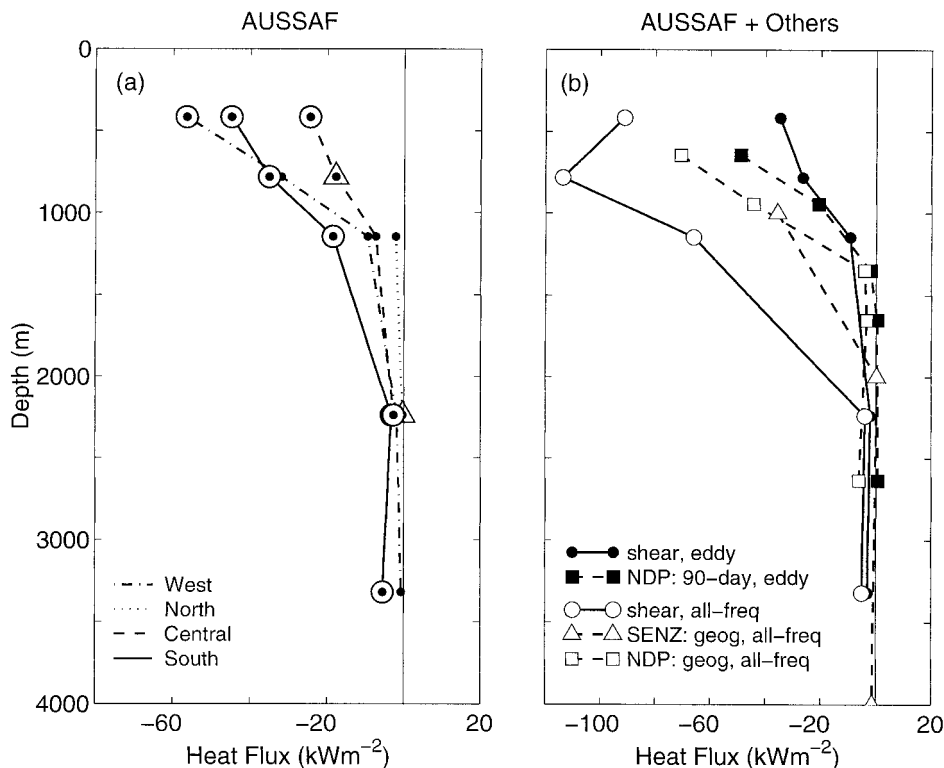 AUSSAF
AUSSAF + Others
(a)
(b)
0
1000
2000
3000
4000
Depth (m)
West
North
Central
South
shear, eddy
NDP: 90−day, eddy
shear, all−freq
SENZ: geog, all−freq
NDP: geog, all−freq
−60
−20
20
−100
−60
−20
20
Heat Flux (kWm−2)
Heat Flux (kWm−2)